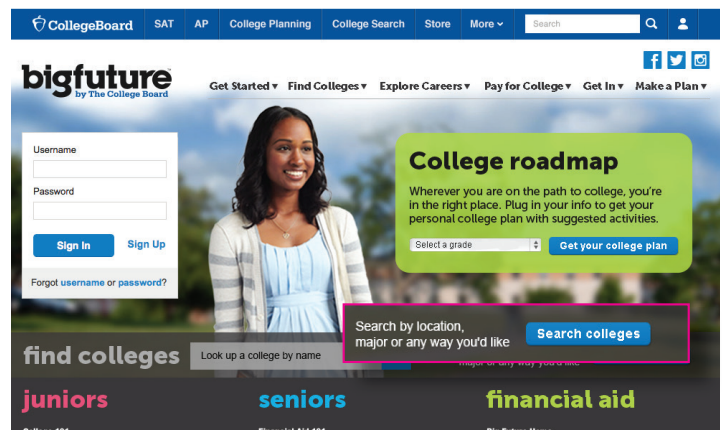 CollegeBoard SAT AP College Planning College Search Store More Search
bigfuture
by The College Board
Get Started Find Colleges Explore Careers Pay for College Get In Make a Plan
Username
Password
Sign In Sign Up
Forgot username or password?
College roadmap
Wherever you are on the path to college, you're
in the right place. Plug in your info to get your
personal college plan with suggested activities.
Select a grade Get your college plan
Search by location,
major or any way you'd like
Search colleges
find colleges Look up a college by name
major or any way you'd like
juniors seniors financial aid